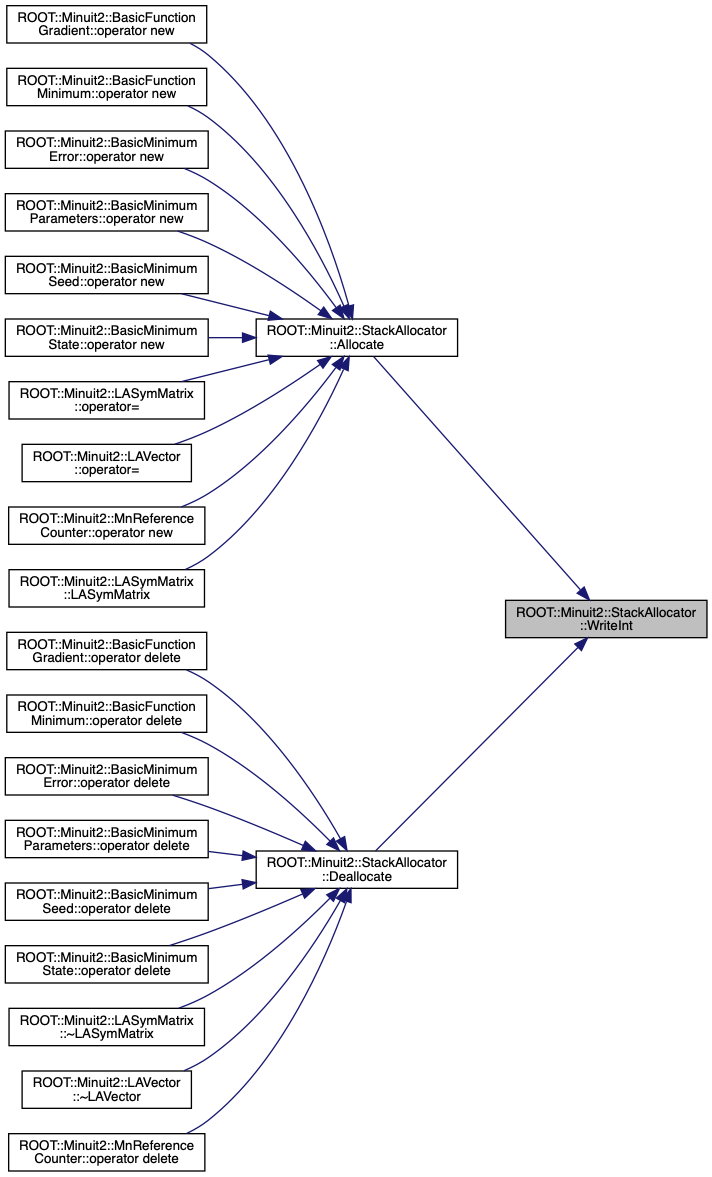 ROOT::Minuit2::BasicFunction
Gradient::operator new
ROOT::Minuit2::BasicFunction
Minimum::operator new
ROOT::Minuit2::BasicMinimum
Error::operator new
ROOT::Minuit2::BasicMinimum
Parameters::operator new
ROOT::Minuit2::BasicMinimum
Seed::operator new
ROOT::Minuit2::BasicMinimum
State::operator new
ROOT::Minuit2::LASymMatrix
::operator=
ROOT::Minuit2::LAVector
::operator=
ROOT::Minuit2::MnReference
Counter::operator new
ROOT::Minuit2::LASymMatrix
::LASymMatrix
ROOT::Minuit2::StackAllocator
::Allocate
ROOT::Minuit2::StackAllocator
::WriteInt
ROOT::Minuit2::BasicFunction
Gradient::operator delete
ROOT::Minuit2::BasicFunction
Minimum::operator delete
ROOT::Minuit2::BasicMinimum
Error::operator delete
ROOT::Minuit2::BasicMinimum
Parameters::operator delete
ROOT::Minuit2::BasicMinimum
Seed::operator delete
ROOT::Minuit2::BasicMinimum
State::operator delete
ROOT::Minuit2::LASymMatrix
::~LASymMatrix
ROOT::Minuit2::LAVector
::~LAVector
ROOT::Minuit2::MnReference
Counter::operator delete
ROOT::Minuit2::StackAllocator
::Deallocate